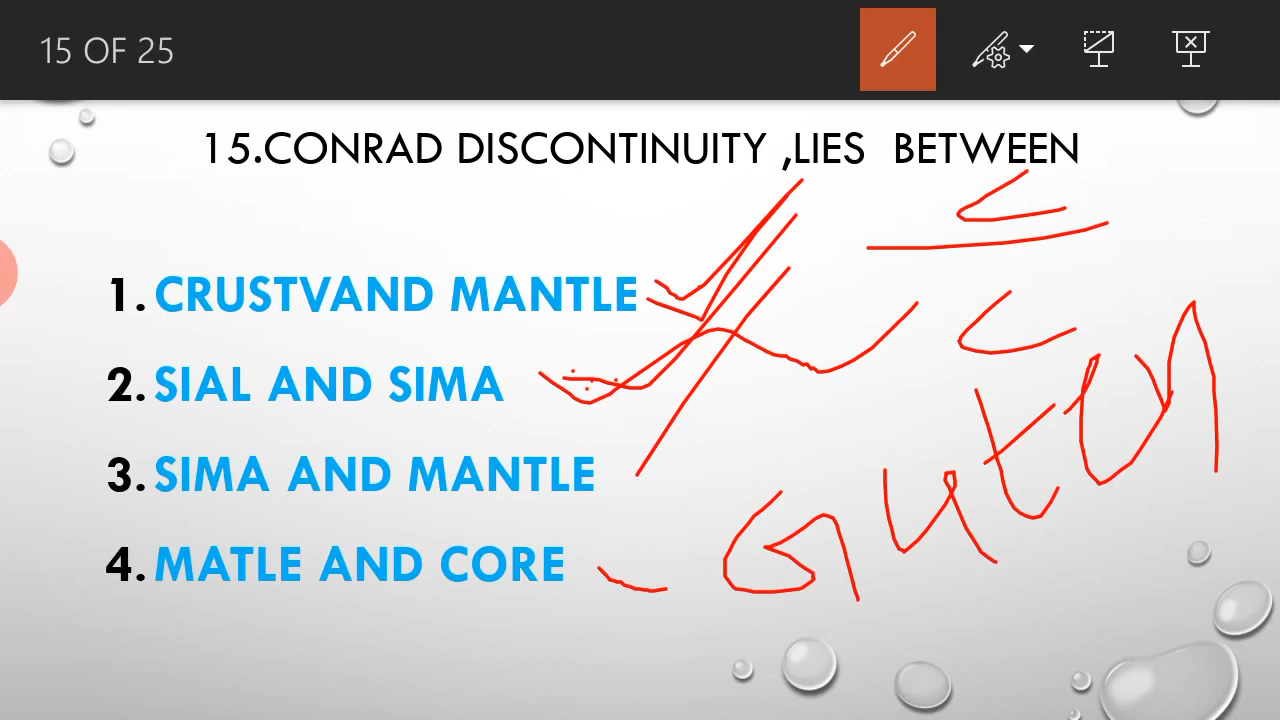 15 OF 25
15.CONRAD DISCONTINUITY ,LIES BETWEEN
1. CRUSTVAND MANTLE
2. SIAL AND SIMA
3. SIMA AND MANTLE
4. MATLE AND CORE
Guten